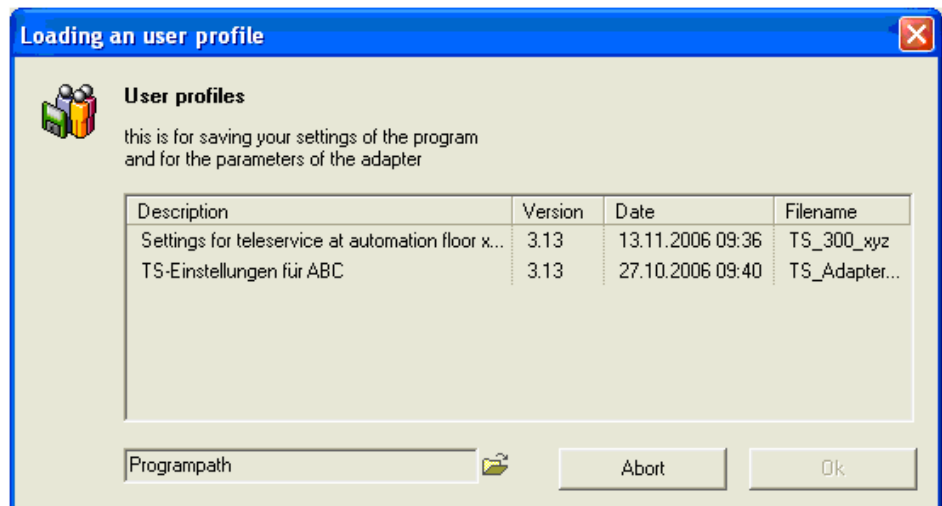 Loading an user profile
User profiles
this is for saving your settings of the program
and for the parameters of the adapter
Description Version Date Filename
Settings for teleservice at automation floor x... 3.13 13.11.2006 09:36 TS_300_xyz
TS-Einstellungen für ABC 3.13 27.10.2006 09:40 TS_Adapter...
Programpath Abort Ok